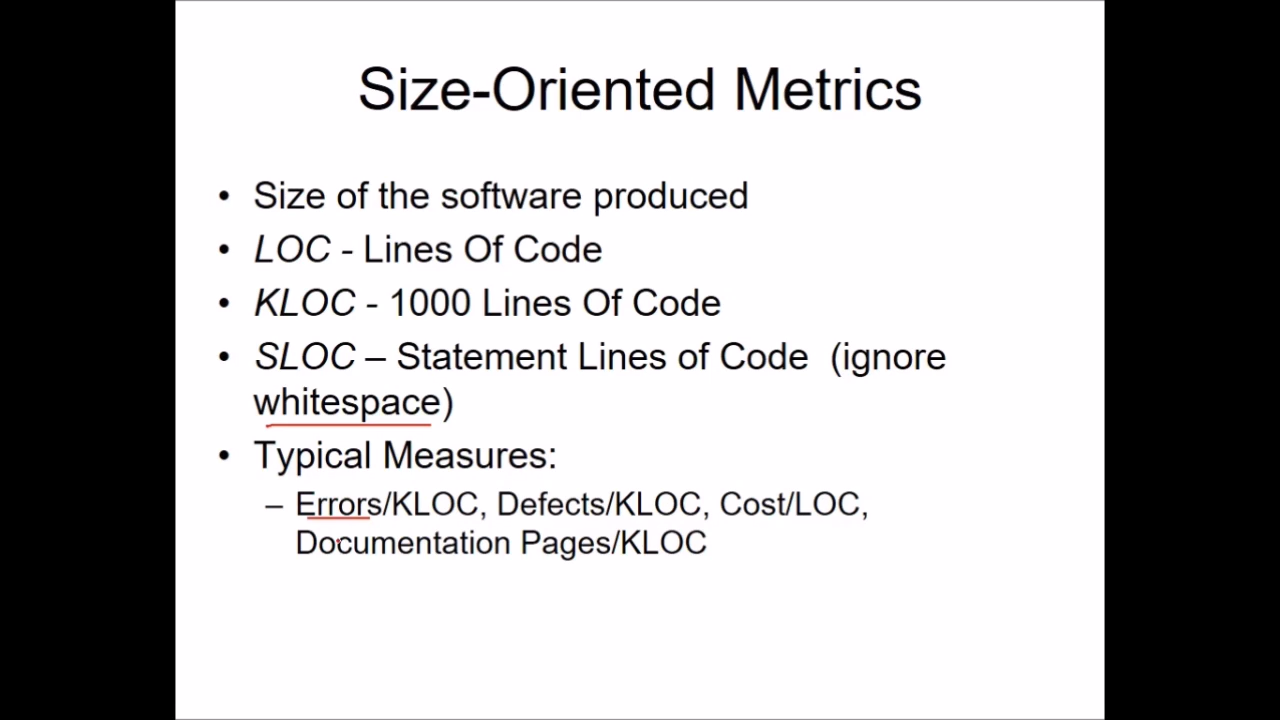 Size-Oriented Metrics
• Size of the software produced
• LOC - Lines Of Code
• KLOC - 1000 Lines Of Code
• SLOC – Statement Lines of Code  (ignore
whitespace)
• Typical Measures:
– Errors/KLOC, Defects/KLOC, Cost/LOC,
Documentation Pages/KLOC